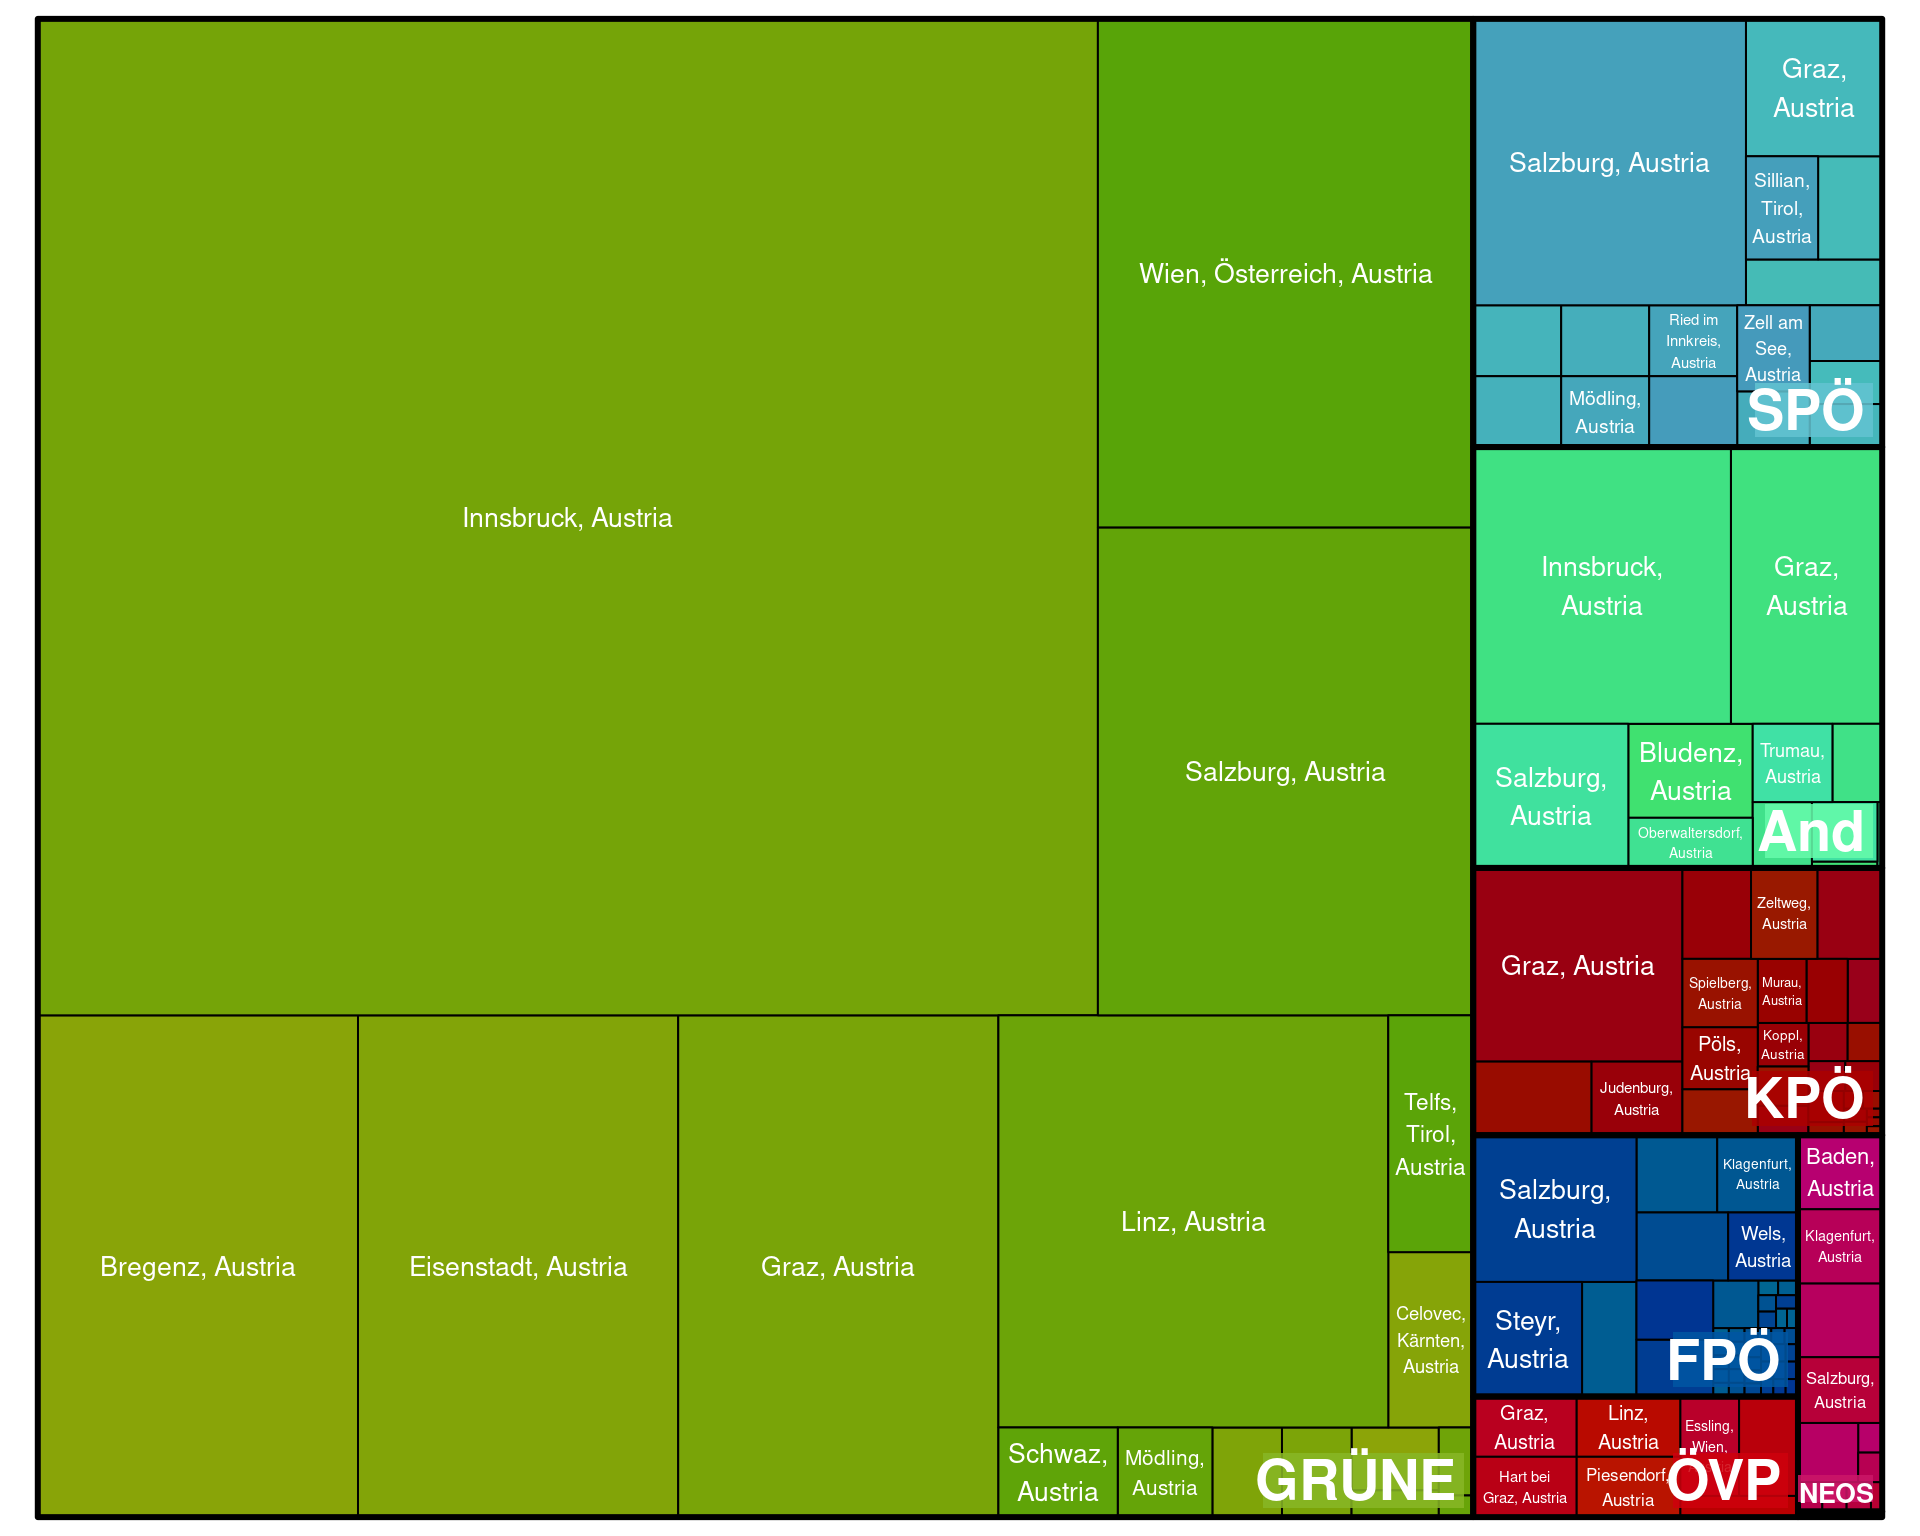 Innsbruck, Austria
Wien, Österreich, Austria
Salzburg, Austria
Bregenz, Austria
Eisenstadt, Austria
Graz, Austria
Linz, Austria
Telfs,
Tirol,
Austria
Celovec,
Kärnten,
Austria
Schwaz,
Austria
Mödling,
Austria
GRÜNE
Salzburg, Austria
Graz,
Austria
Sillian,
Tirol,
Austria
Ried im
Innkreis,
Austria
Zell am
See,
Austria
Mödling,
Austria
SPÖ
Innsbruck,
Austria
Graz,
Austria
Salzburg,
Austria
Bludenz,
Austria
Trumau,
Austria
Oberwaltersdorf,
Austria
And
Graz, Austria
Zeltweg,
Austria
Spielberg,
Austria
Murau,
Austria
Pöls,
Austria
Koppl,
Austria
Judenburg,
Austria
KPÖ
Salzburg,
Austria
Klagenfurt,
Austria
Wels,
Austria
Steyr,
Austria
FPÖ
Baden,
Austria
Klagenfurt,
Austria
Salzburg,
Austria
NEOS
Graz,
Austria
Linz,
Austria
Essling,
Wien,
Hart bei
Graz, Austria
Piesendorf,
Austria
ÖVP